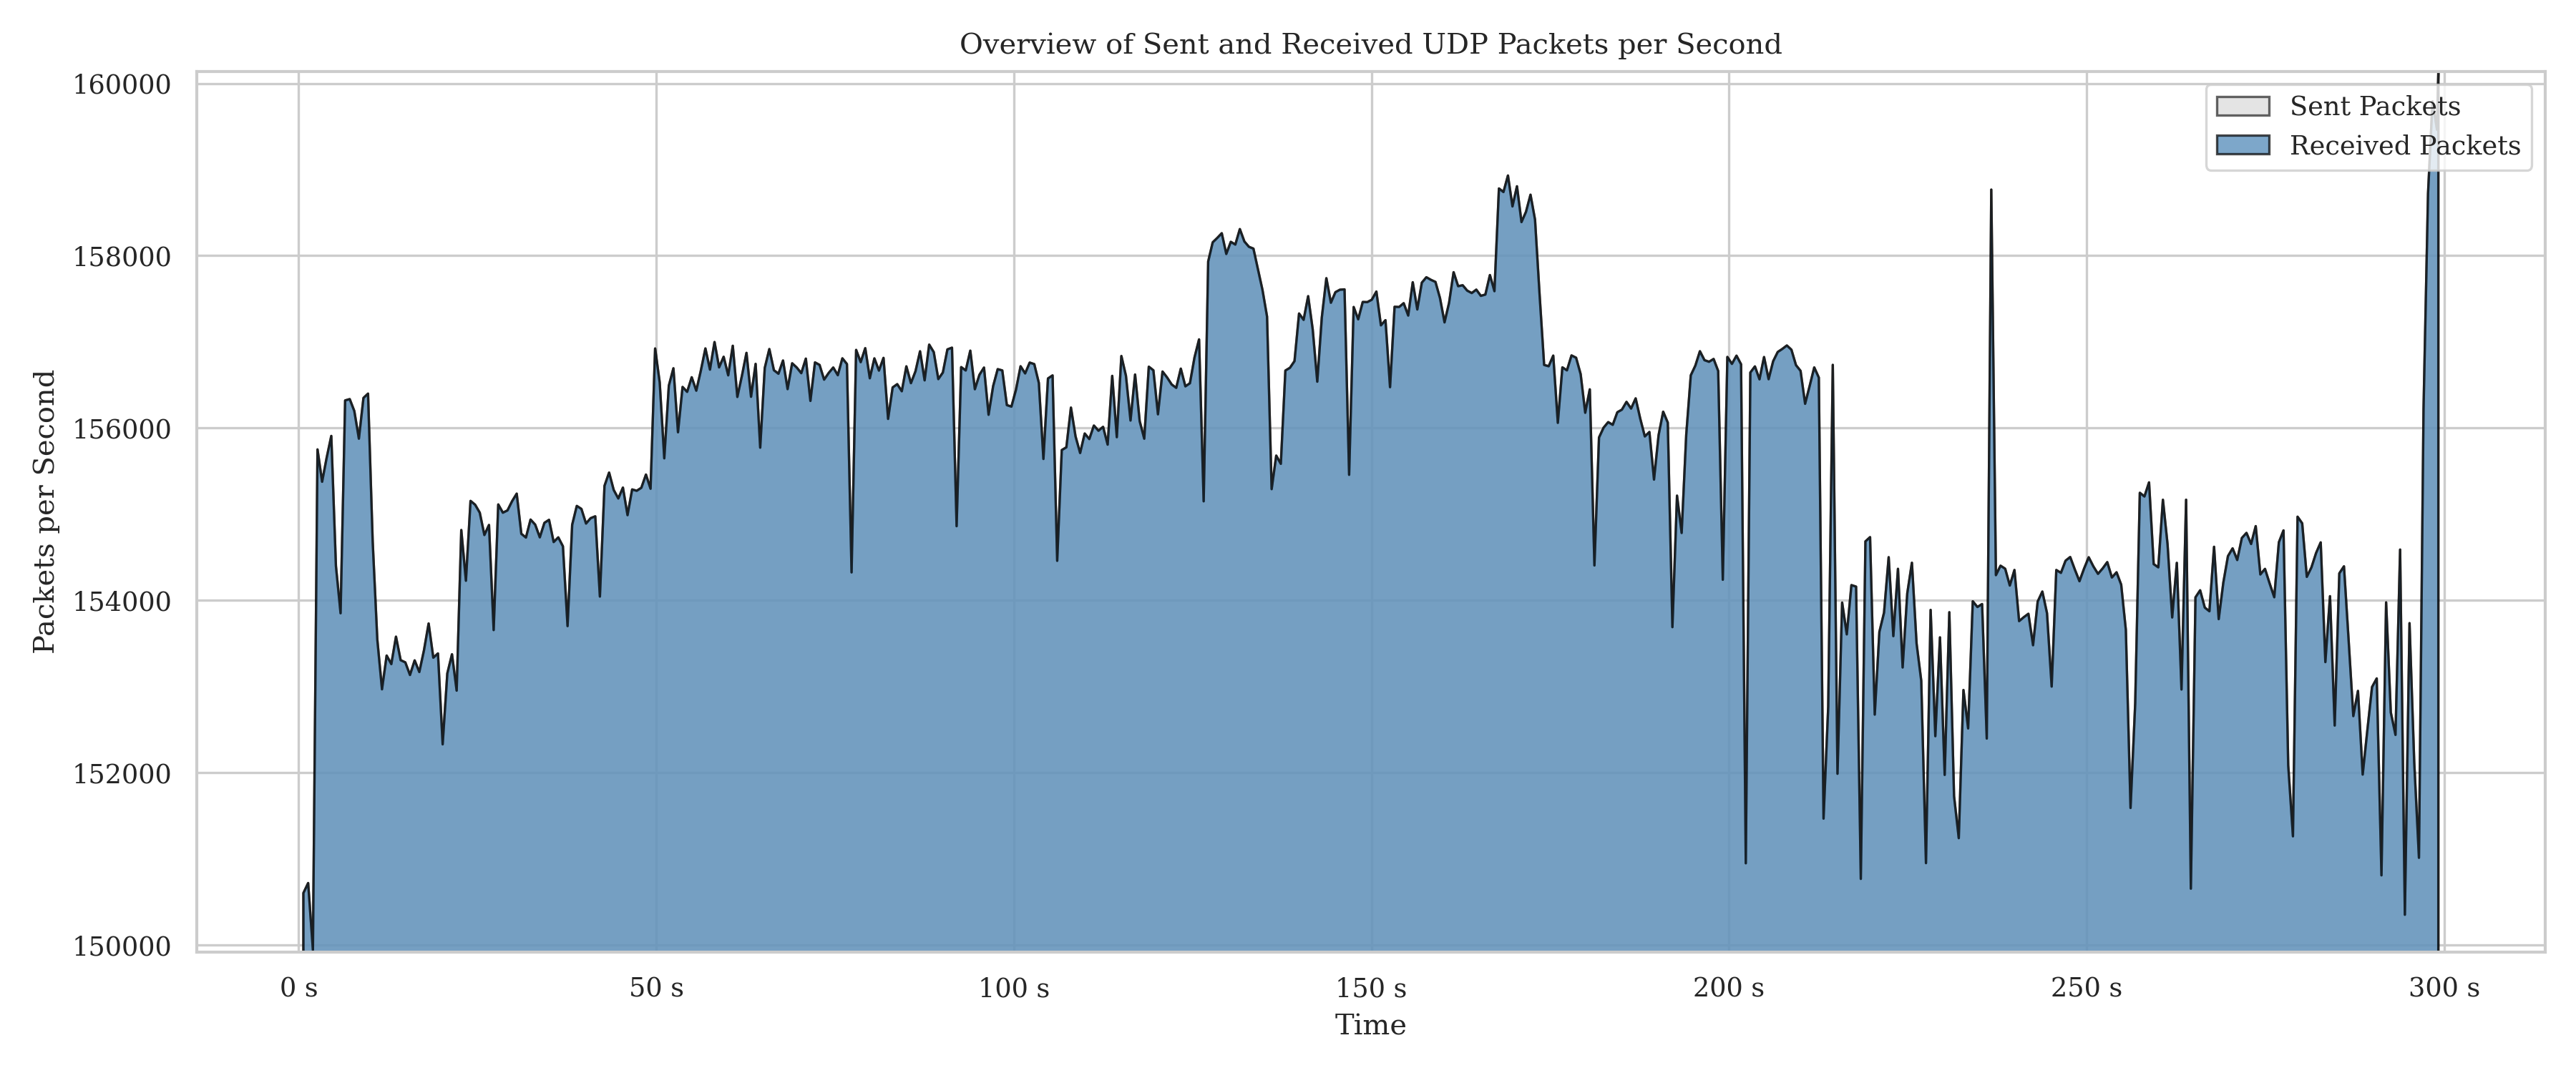 Overview of Sent and Received UDP Packets per Second
160000
158000
156000
154000
152000
150000
Packets per Second
Sent Packets
Received Packets
0 s
50 s
100 s
150 s
200 s
250 s
300 s
Time